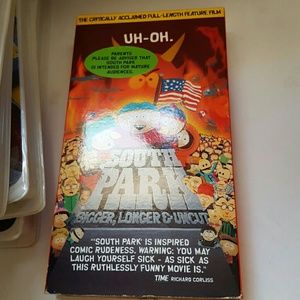 THE CRITICALLY ACCLAIMED FULL-LENGTH FEATURE FILM
UH-OH.
PARENTS
PLEASE BE ADVISED THAT
SOUTH PARK
IS INTENDED FOR MATURE
AUDIENCES.
SOUTH
PARK
BIGGER, LONGER & UNCUT
"SOUTH PARK IS INSPIRED
COMIC RUDENESS. WARNING: YOU MAY
LAUGH YOURSELF SICK - AS SICK AS
THIS RUTHLESSLY FUNNY MOVIE IS."
TIME RICHARD CORLISS